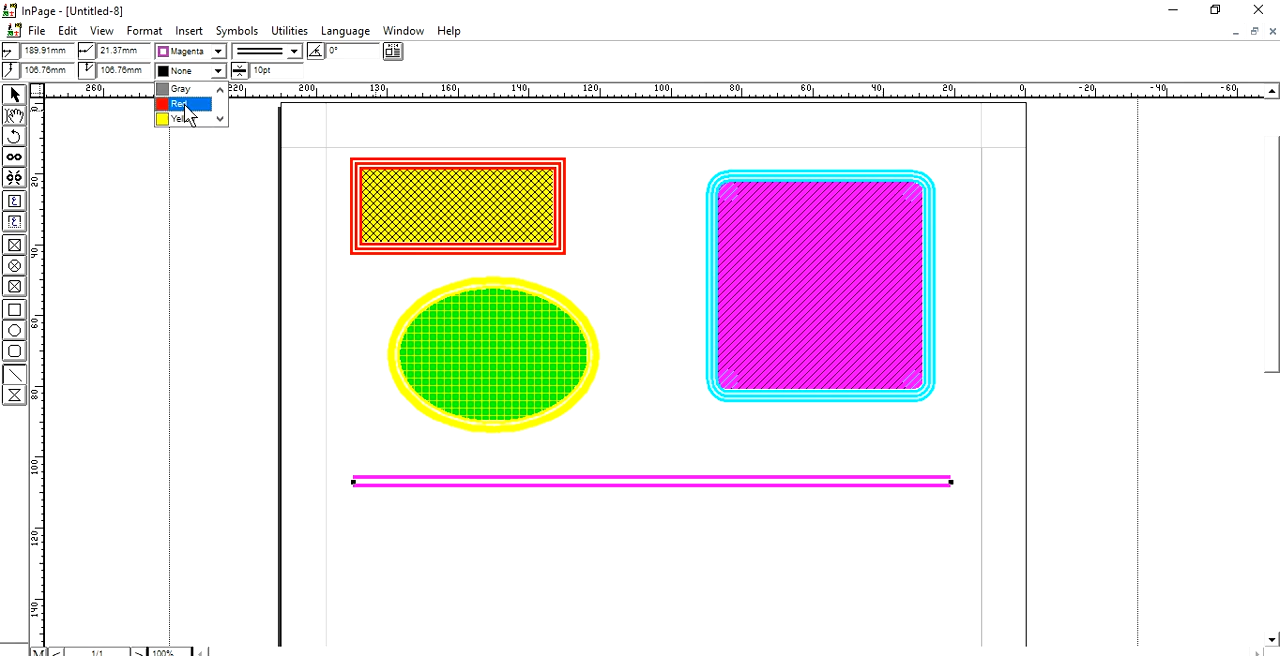 InPage - [Untitled-8]
File Edit View Format Insert Symbols Utilities Language Window Help
189.91mm 21.37mm Magenta 0°
106.76mm 106.76mm None 10pt
Gray
Red
260 220 200 180 160 140 120 100 80 60 40 20 0 -20 -40 -60
0
20
40
60
80
100
120
140
M < 1/1 > 100%